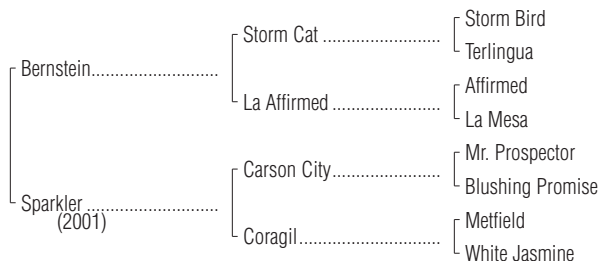 Storm Bird
Storm Cat ........................
Terlingua
Bernstein..........................
Affirmed
La Affirmed ......................
La Mesa
Mr. Prospector
Carson City......................
Blushing Promise
Sparkler ...........................
(2001)
Metfield
Coragil.............................
White Jasmine